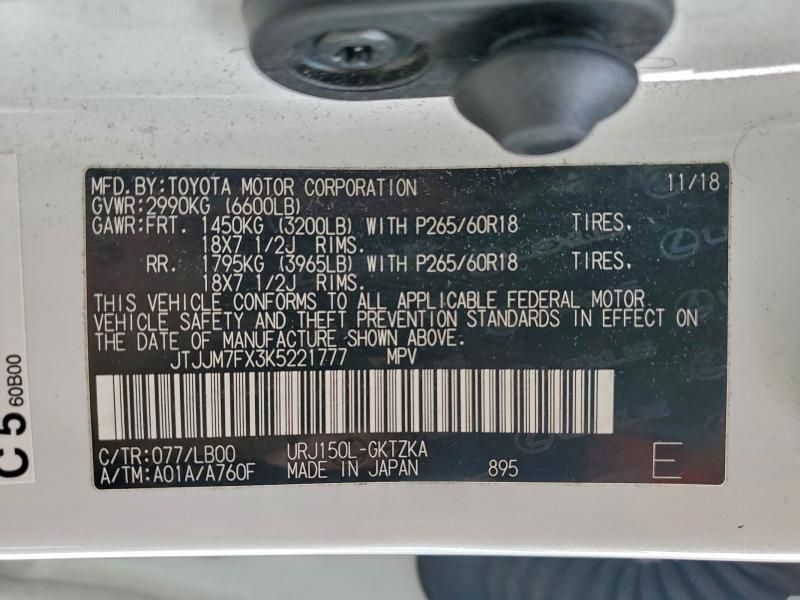 MFD.BY:TOYOTA MOTOR CORPORATION 11/18
GVWR:2990KG (6600LB)
GAWR:FRT. 1450KG (3200LB) WITH P265/60R18 TIRES.
18X7 1/2J RIMS.
RR. 1795KG (3965LB) WITH P265/60R18 TIRES.
18X7 1/2J RIMS.
THIS VEHICLE CONFORMS TO ALL APPLICABLE FEDERAL MOTOR
VEHICLE SAFETY AND THEFT PREVENTION STANDARDS IN EFFECT ON
THE DATE OF MANUFACTURE SHOWN ABOVE.
JTJJM7FX3K5221777 MPV
C/TR:077/LB00 URJ150L-GKTZKA
A/TM:A01A/A760F MADE IN JAPAN 895 E
C 5 60B00
LEXUS